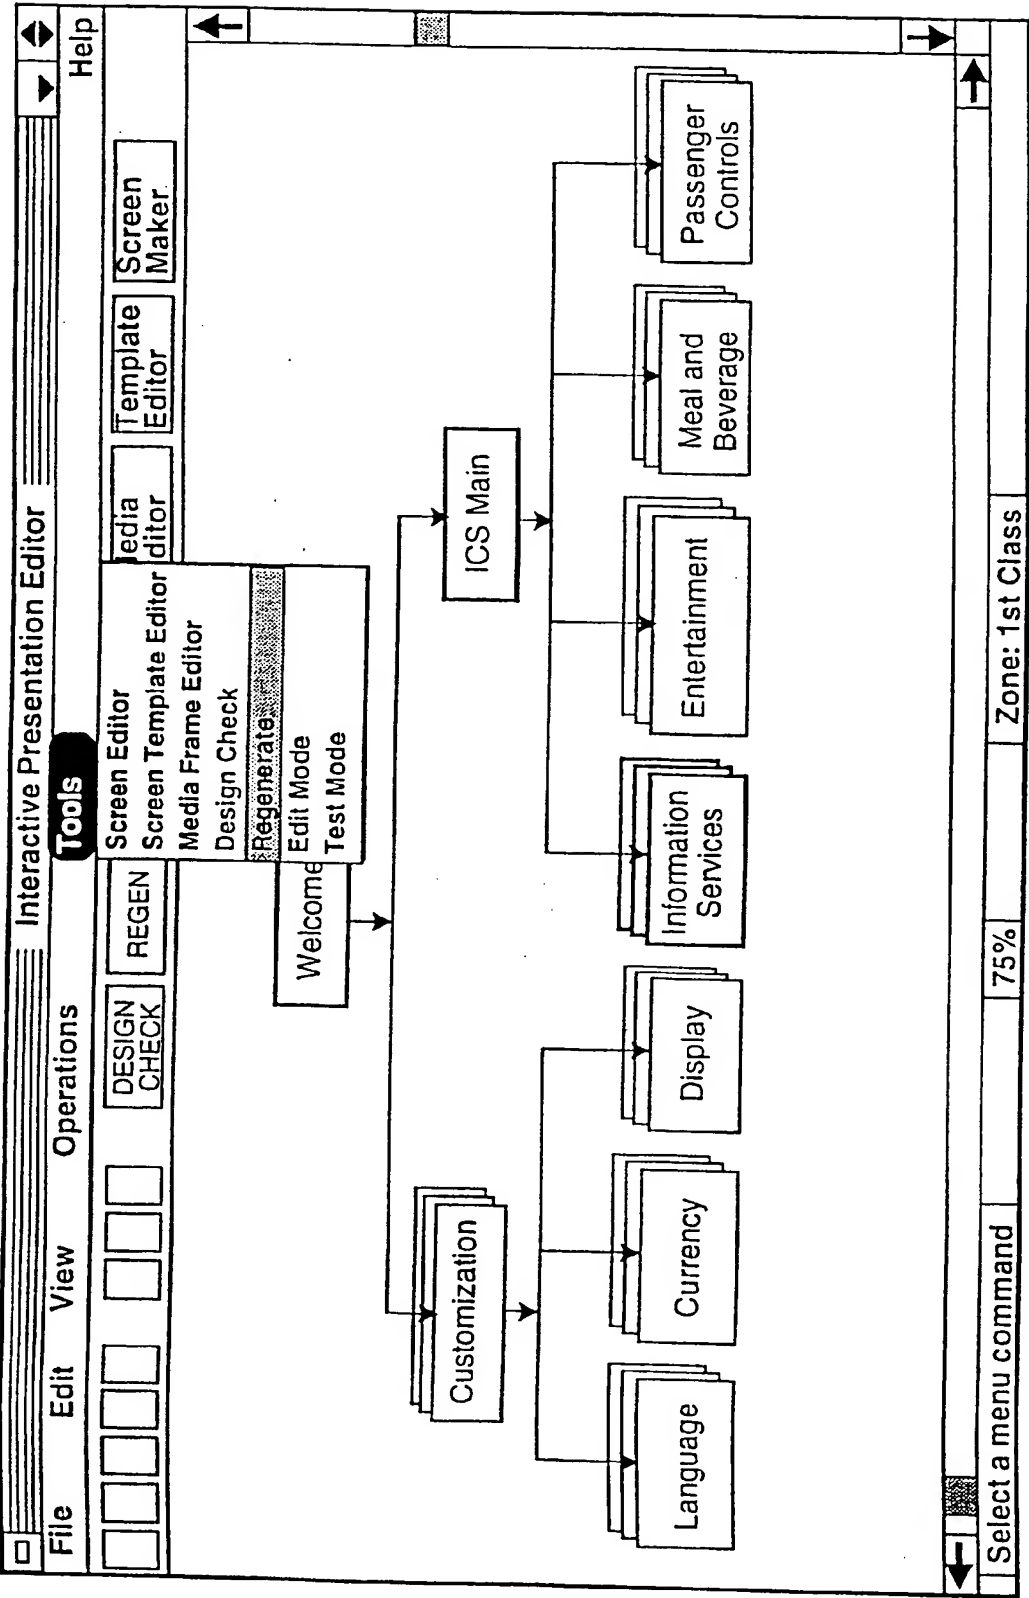 Interactive Presentation Editor
File Edit View Operations Tools Help
DESIGN
CHECK
REGEN
edia
ditor
Template
Editor
Screen
Maker
Screen Editor
Screen Template Editor
Media Frame Editor
Design Check
Regenerate
Edit Mode
Test Mode
Welcome
Customization
ICS Main
Language
Currency
Display
Information
Services
Entertainment
Meal and
Beverage
Passenger
Controls
Select a menu command 75% Zone: 1st Class